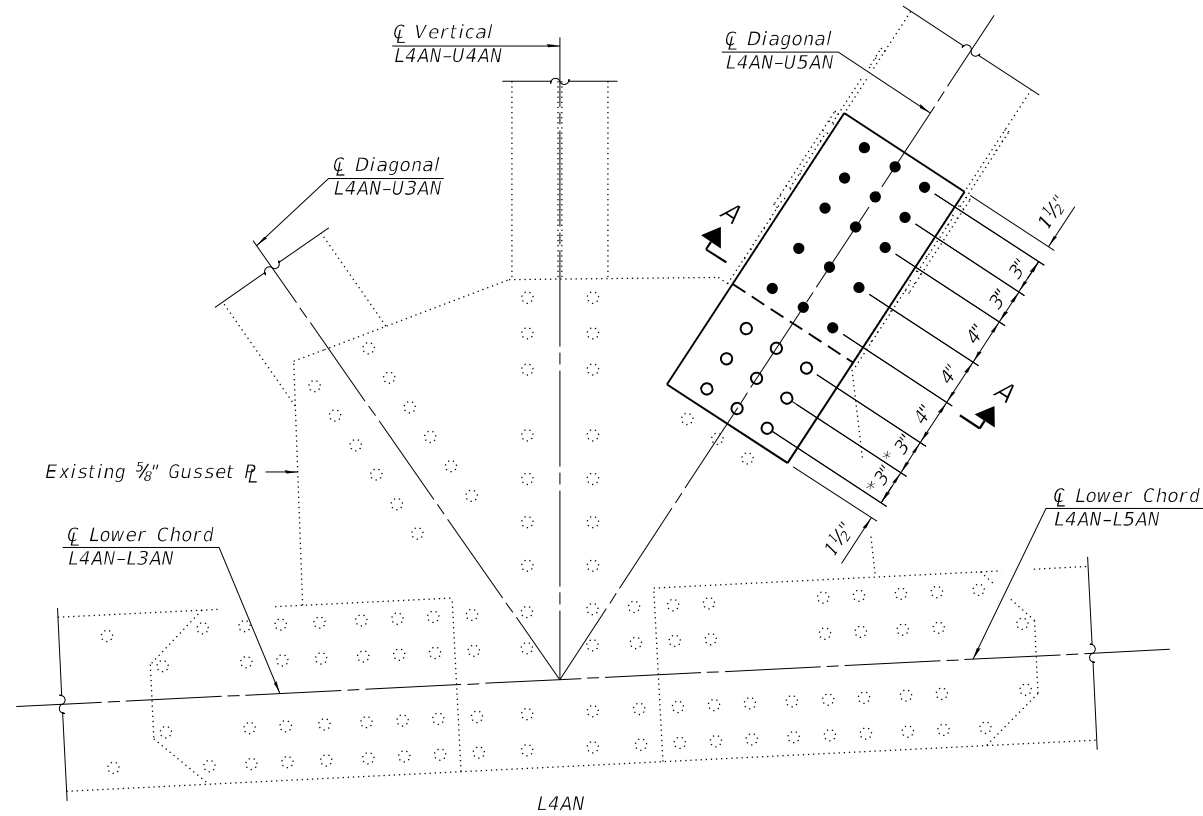 ℄ Vertical
L4AN-U4AN
℄ Diagonal
L4AN-U5AN
℄ Diagonal
L4AN-U3AN
A
1½"
3"
3"
4"
4"
4"
* 3" *
3"
1½"
A
Existing ⅝" Gusset ⅊
℄ Lower Chord
L4AN-L3AN
℄ Lower Chord
L4AN-L5AN
L4AN